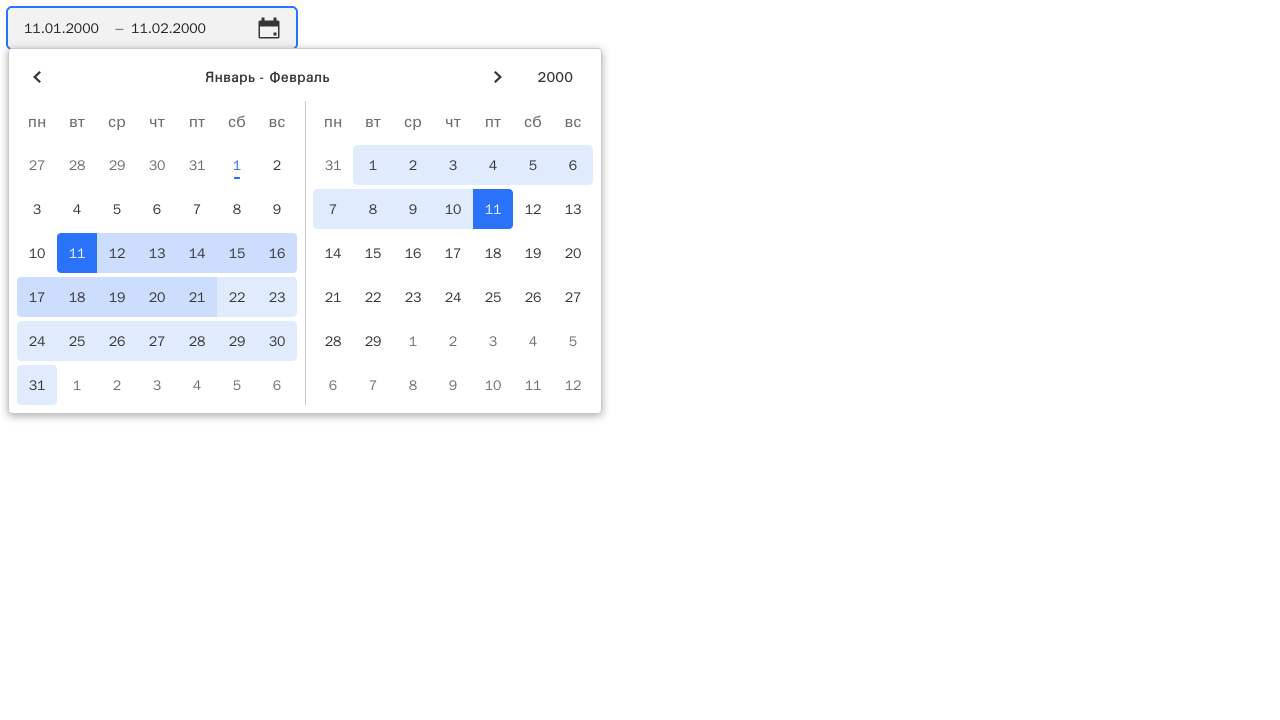 11.01.2000 – 11.02.2000
Январь - Февраль 2000
пн вт ср чт пт сб вс
27 28 29 30 31 1 2
3 4 5 6 7 8 9
10 11 12 13 14 15 16
17 18 19 20 21 22 23
24 25 26 27 28 29 30
31 1 2 3 4 5 6
пн вт ср чт пт сб вс
31 1 2 3 4 5 6
7 8 9 10 11 12 13
14 15 16 17 18 19 20
21 22 23 24 25 26 27
28 29 1 2 3 4 5
6 7 8 9 10 11 12